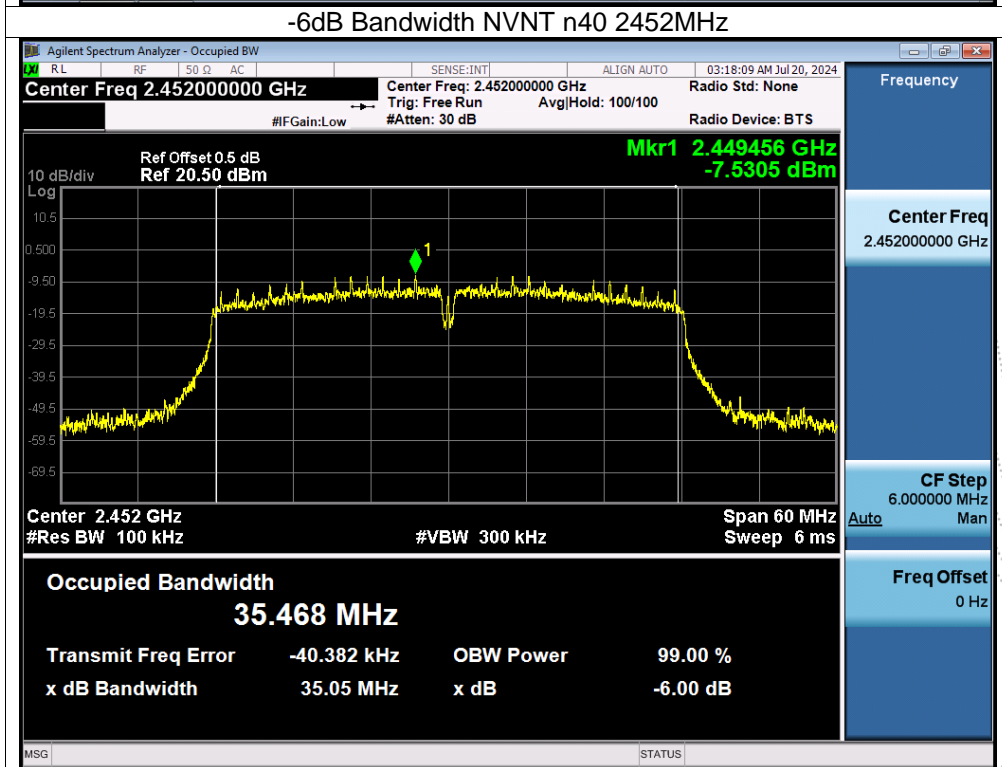 -6dB Bandwidth NVNT n40 2452MHz
Agilent Spectrum Analyzer - Occupied BW
LXI RL RF 50 Ω AC SENSE:INT ALIGN AUTO 03:18:09 AM Jul 20, 2024
Center Freq 2.452000000 GHz
Center Freq: 2.452000000 GHz Radio Std: None
Trig: Free Run Avg|Hold: 100/100
#IFGain:Low #Atten: 30 dB Radio Device: BTS
Mkr1 2.449456 GHz
-7.5305 dBm
Ref Offset 0.5 dB
10 dB/div Ref 20.50 dBm
Log
10.5
0.500
1
-9.50
-19.5
-29.5
-39.5
-49.5
-59.5
-69.5
Center 2.452 GHz Span 60 MHz
#Res BW 100 kHz #VBW 300 kHz Sweep 6 ms
Occupied Bandwidth
35.468 MHz
Transmit Freq Error -40.382 kHz OBW Power 99.00 %
x dB Bandwidth 35.05 MHz x dB -6.00 dB
MSG STATUS
Frequency
Center Freq
2.452000000 GHz
CF Step
6.000000 MHz
Auto Man
Freq Offset
0 Hz